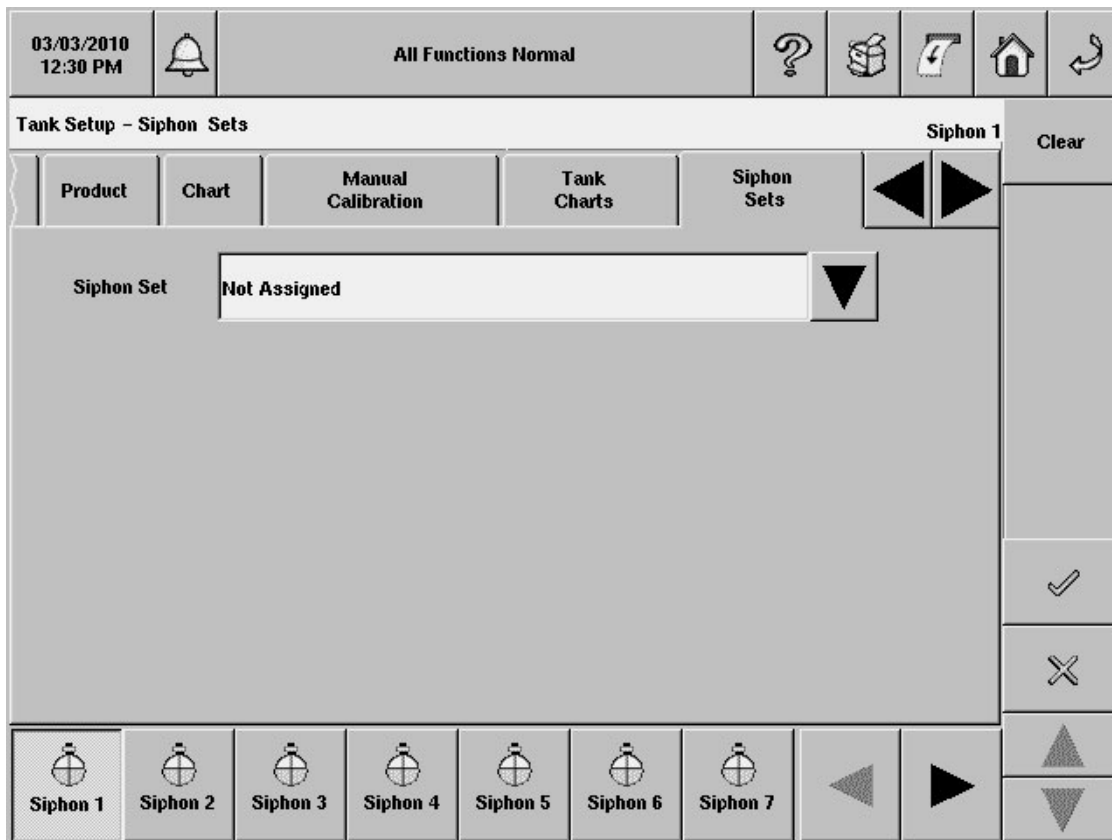 03/03/2010
12:30 PM
All Functions Normal
Tank Setup - Siphon Sets
Siphon 1
Clear
Product
Chart
Manual
Calibration
Tank
Charts
Siphon
Sets
Siphon Set
Not Assigned
Siphon 1
Siphon 2
Siphon 3
Siphon 4
Siphon 5
Siphon 6
Siphon 7